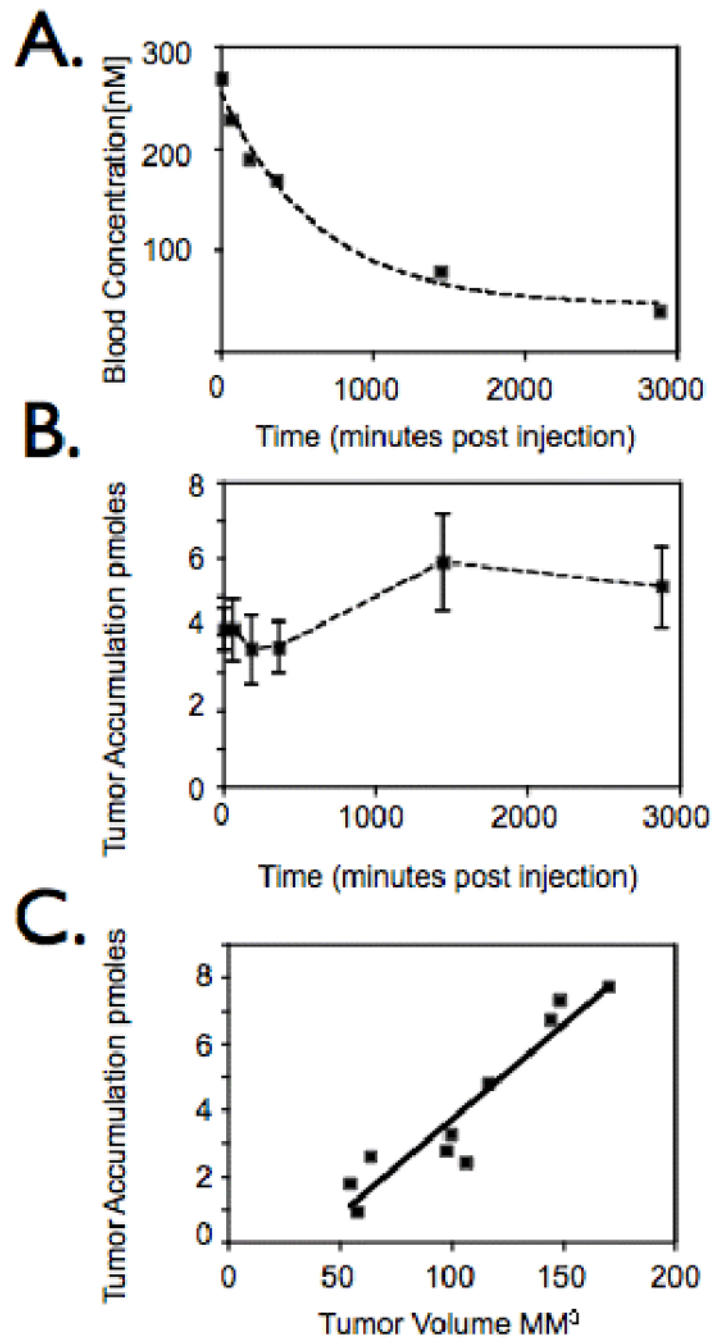 A.
Blood Concentration[nM]
300
200
100
0 1000 2000 3000
Time (minutes post injection)
B.
Tumor Accumulation pmoles
8
6
4
2
0
0 1000 2000 3000
Time (minutes post injection)
C.
Tumor Accumulation pmoles
8
6
4
2
0
0 50 100 150 200
Tumor Volume MM³